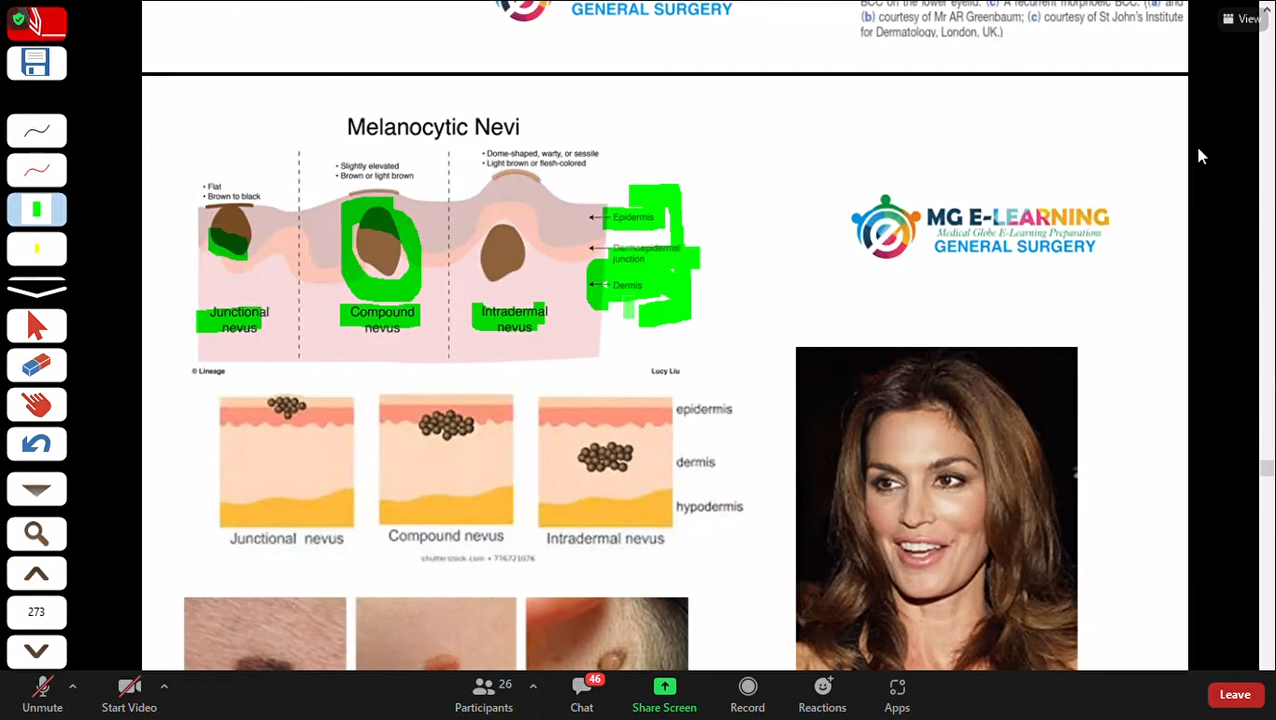 GENERAL SURGERY
BCC on the lower eyelid. (c) A recurrent morphoeic BCC. ((a) and
(b) courtesy of Mr AR Greenbaum; (c) courtesy of St John's Institute
for Dermatology, London, UK.)
View
Melanocytic Nevi
• Flat
• Brown to black
• Slightly elevated
• Brown or light brown
• Dome-shaped, warty, or sessile
• Light brown or flesh-colored
Epidermis
Dermoepidermal
junction
Dermis
Junctional
nevus
Compound
nevus
Intradermal
nevus
© Lineage
Lucy Liu
MG E-LEARNING
Medical Globe E-Learning Preparations
GENERAL SURGERY
epidermis
dermis
hypodermis
Junctional nevus
Compound nevus
Intradermal nevus
shutterstock.com • 776721076
273
Unmute
Start Video
26
Participants
46
Chat
Share Screen
Record
Reactions
Apps
Leave